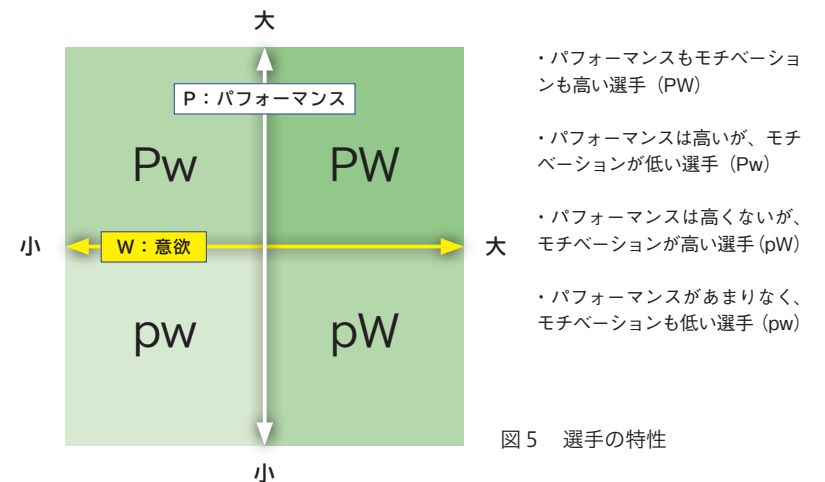 大
P：パフォーマンス
Pw
PW
小
W：意欲
大
pw
pW
小
・パフォーマンスもモチベーショ
ンも高い選手（PW）
・パフォーマンスは高いが、モチ
ベーションが低い選手（Pw）
・パフォーマンスは高くないが、
モチベーションが高い選手（pW）
・パフォーマンスがあまりなく、
モチベーションも低い選手（pw）
図５　選手の特性